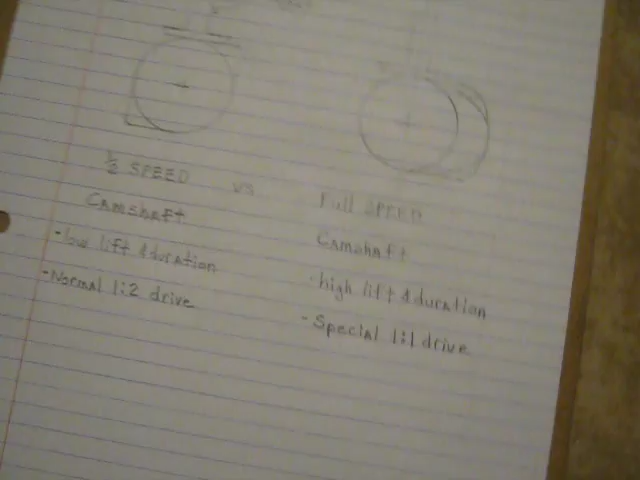 1/2 SPEED vs Full SPEED
Camshaft Camshaft
- low lift & duration - high lift & duration
- Normal 1:2 drive - Special 1:1 drive